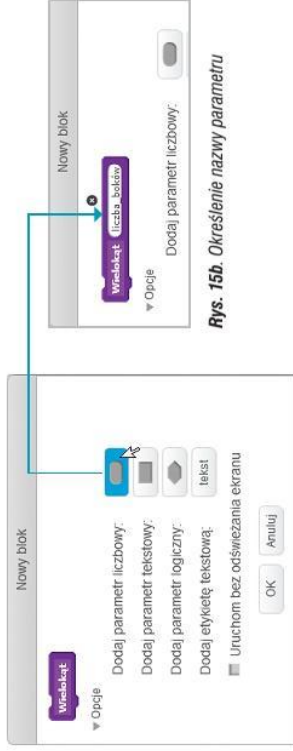 Nowy blok
Wielokąt
▼ Opcje
Dodaj parametr liczbowy:
Dodaj parametr tekstowy:
Dodaj parametr logiczny:
Dodaj etykietę tekstową:
tekst
Uruchom bez odświeżania ekranu
OK
Anuluj
Nowy blok
Wielokąt liczba_boków
▼ Opcje
Dodaj parametr liczbowy:
Rys. 15b. Określenie nazwy parametru